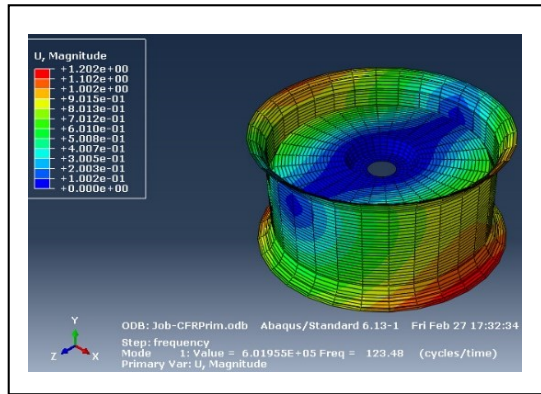 U, Magnitude
+1.202e+00
+1.102e+00
+1.002e+00
+9.015e-01
+8.013e-01
+7.012e-01
+6.010e-01
+5.008e-01
+4.007e-01
+3.005e-01
+2.003e-01
+1.002e-01
+0.000e+00
Y
Z X
ODB: Job-CFRPrim.odb Abaqus/Standard 6.13-1 Fri Feb 27 17:32:34
Step: frequency
Mode 1: Value = 6.01955E+05 Freq = 123.48 (cycles/time)
Primary Var: U, Magnitude